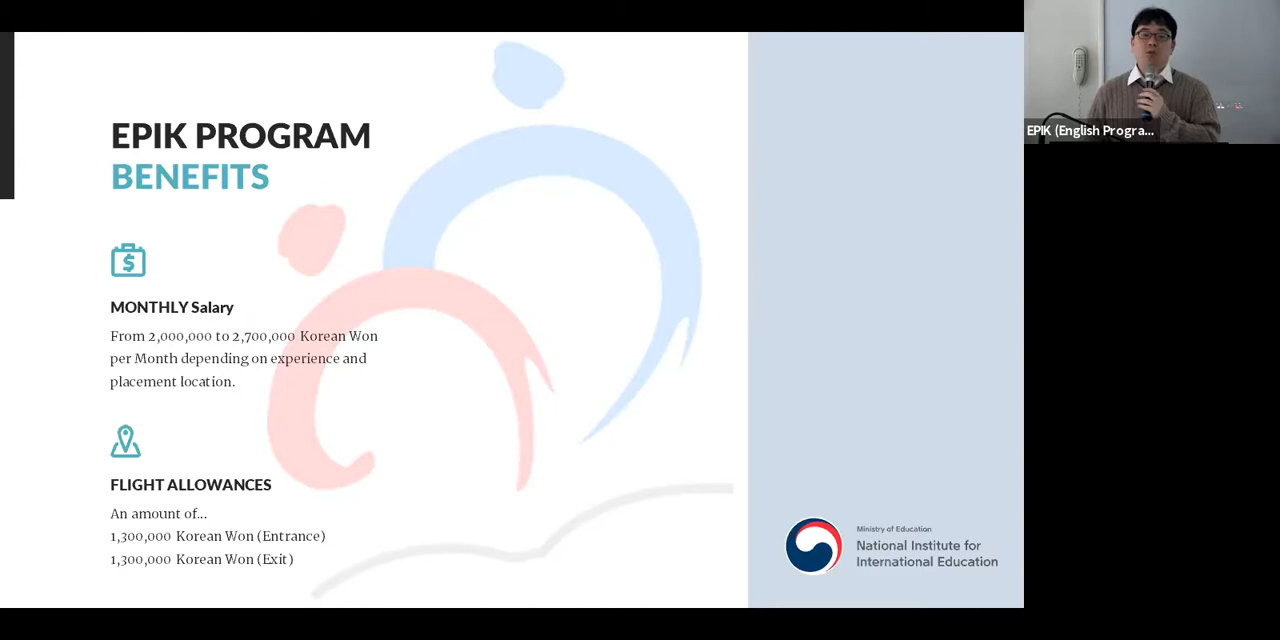 EPIK PROGRAM
BENEFITS
MONTHLY Salary
From 2,000,000 to 2,700,000 Korean Won
per Month depending on experience and
placement location.
FLIGHT ALLOWANCES
An amount of...
1,300,000 Korean Won (Entrance)
1,300,000 Korean Won (Exit)
Ministry of Education
National Institute for
International Education
EPIK (English Progra...